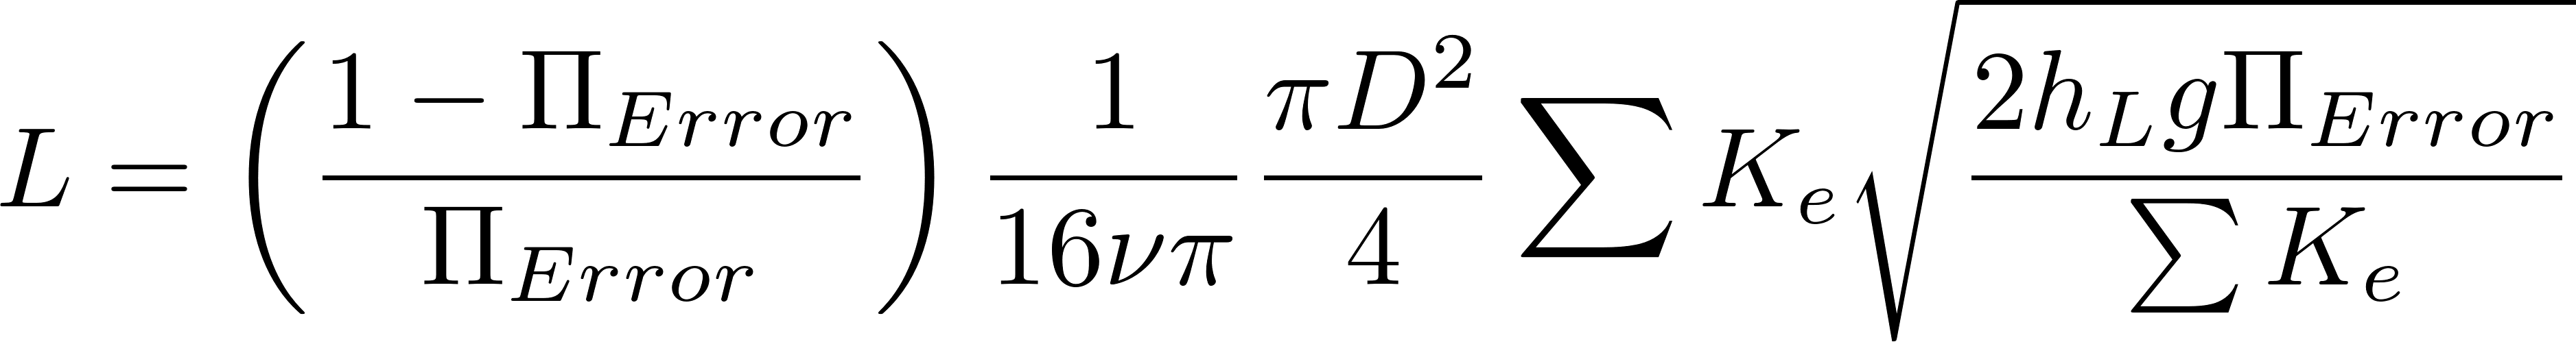 L = \left( \frac{1 - \Pi_{Error}}{\Pi_{Error}} \right) \frac{1}{16 \nu \pi} \frac{\pi D^2}{4} \sum K_e \sqrt{\frac{2 h_L g \Pi_{Error}}{\sum K_e}}